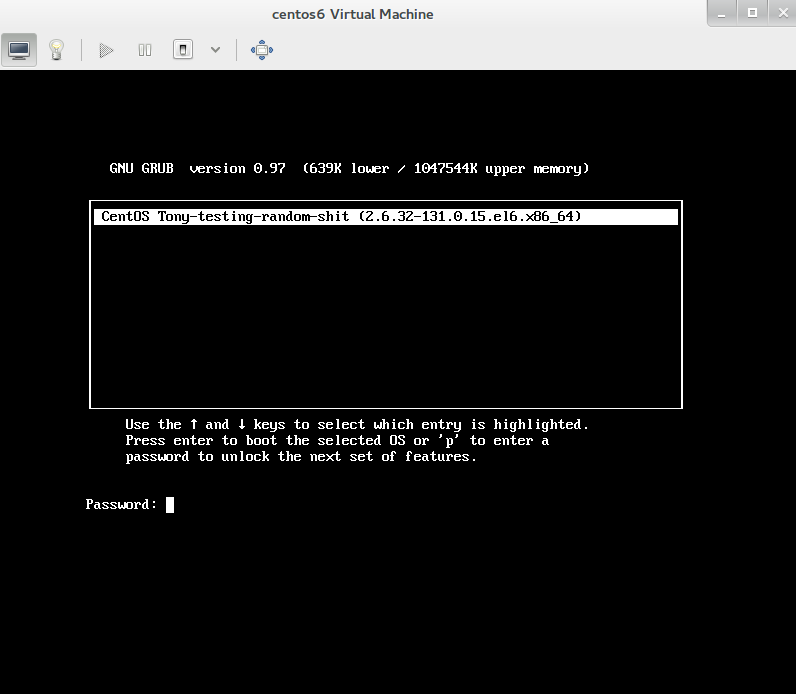 centos6 Virtual Machine
GNU GRUB  version 0.97  (639K lower / 1047544K upper memory)
CentOS Tony-testing-random-shit (2.6.32-131.0.15.el6.x86_64)
Use the ↑ and ↓ keys to select which entry is highlighted.
Press enter to boot the selected OS or 'p' to enter a
password to unlock the next set of features.
Password: